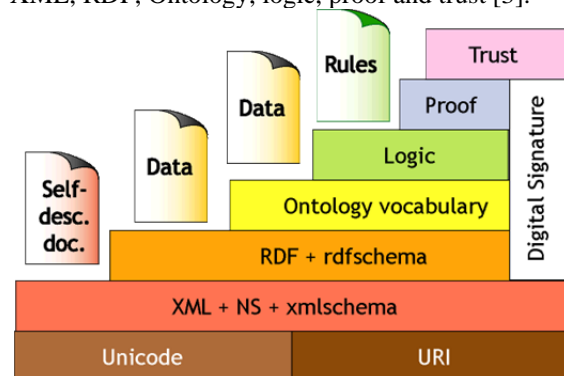 XML, RDF, Ontology, logic, proof and trust [3].
Trust
Rules
Proof
Data
Logic
Data
Ontology vocabulary
Self-
desc.
doc.
Digital Signature
RDF + rdfschema
XML + NS + xmlschema
Unicode
URI